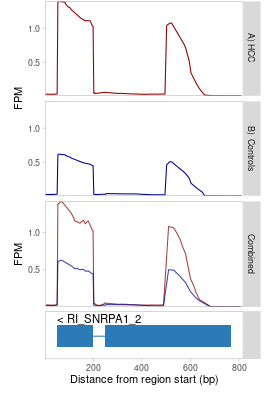 1.0
0.5
FPM
A) HCC
1.0
0.5
B) Controls
1.0
0.5
FPM
Combined
< RI_SNRPA1_2
0 200 400 600 800
Distance from region start (bp)